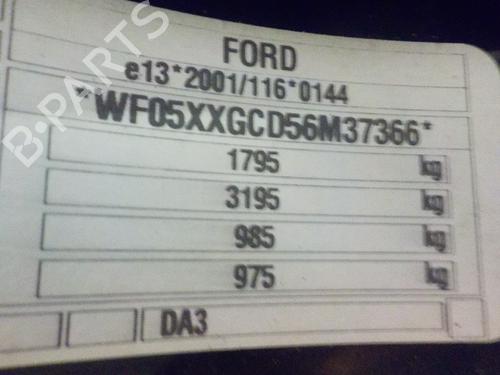 FORD
e13*2001/116*0144
*WF05XXGCD56M37366*
1795 kg
3195 kg
985 kg
975 kg
DA3
B-PARTS